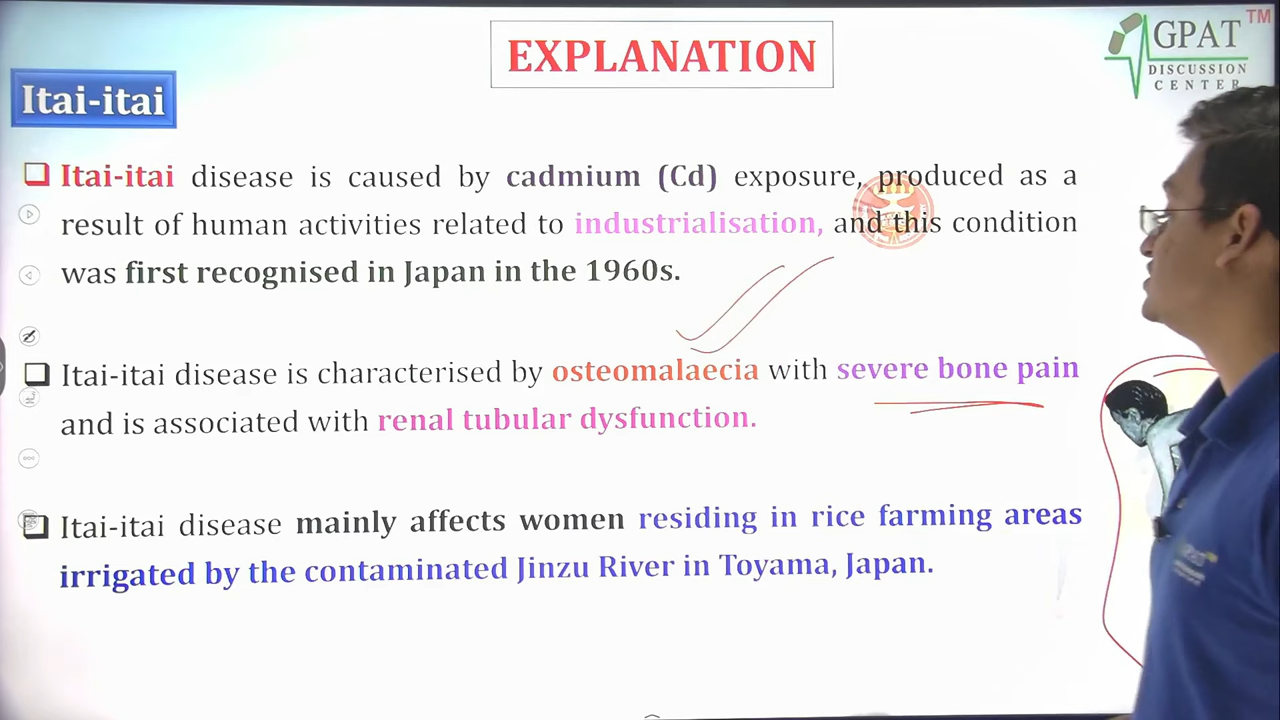 EXPLANATION
TM
GPAT
DISCUSSION
CENTER
Itai-itai
Itai-itai disease is caused by cadmium (Cd) exposure, produced as a
result of human activities related to industrialisation, and this condition
was first recognised in Japan in the 1960s.
Itai-itai disease is characterised by osteomalaecia with severe bone pain
and is associated with renal tubular dysfunction.
Itai-itai disease mainly affects women residing in rice farming areas
irrigated by the contaminated Jinzu River in Toyama, Japan.